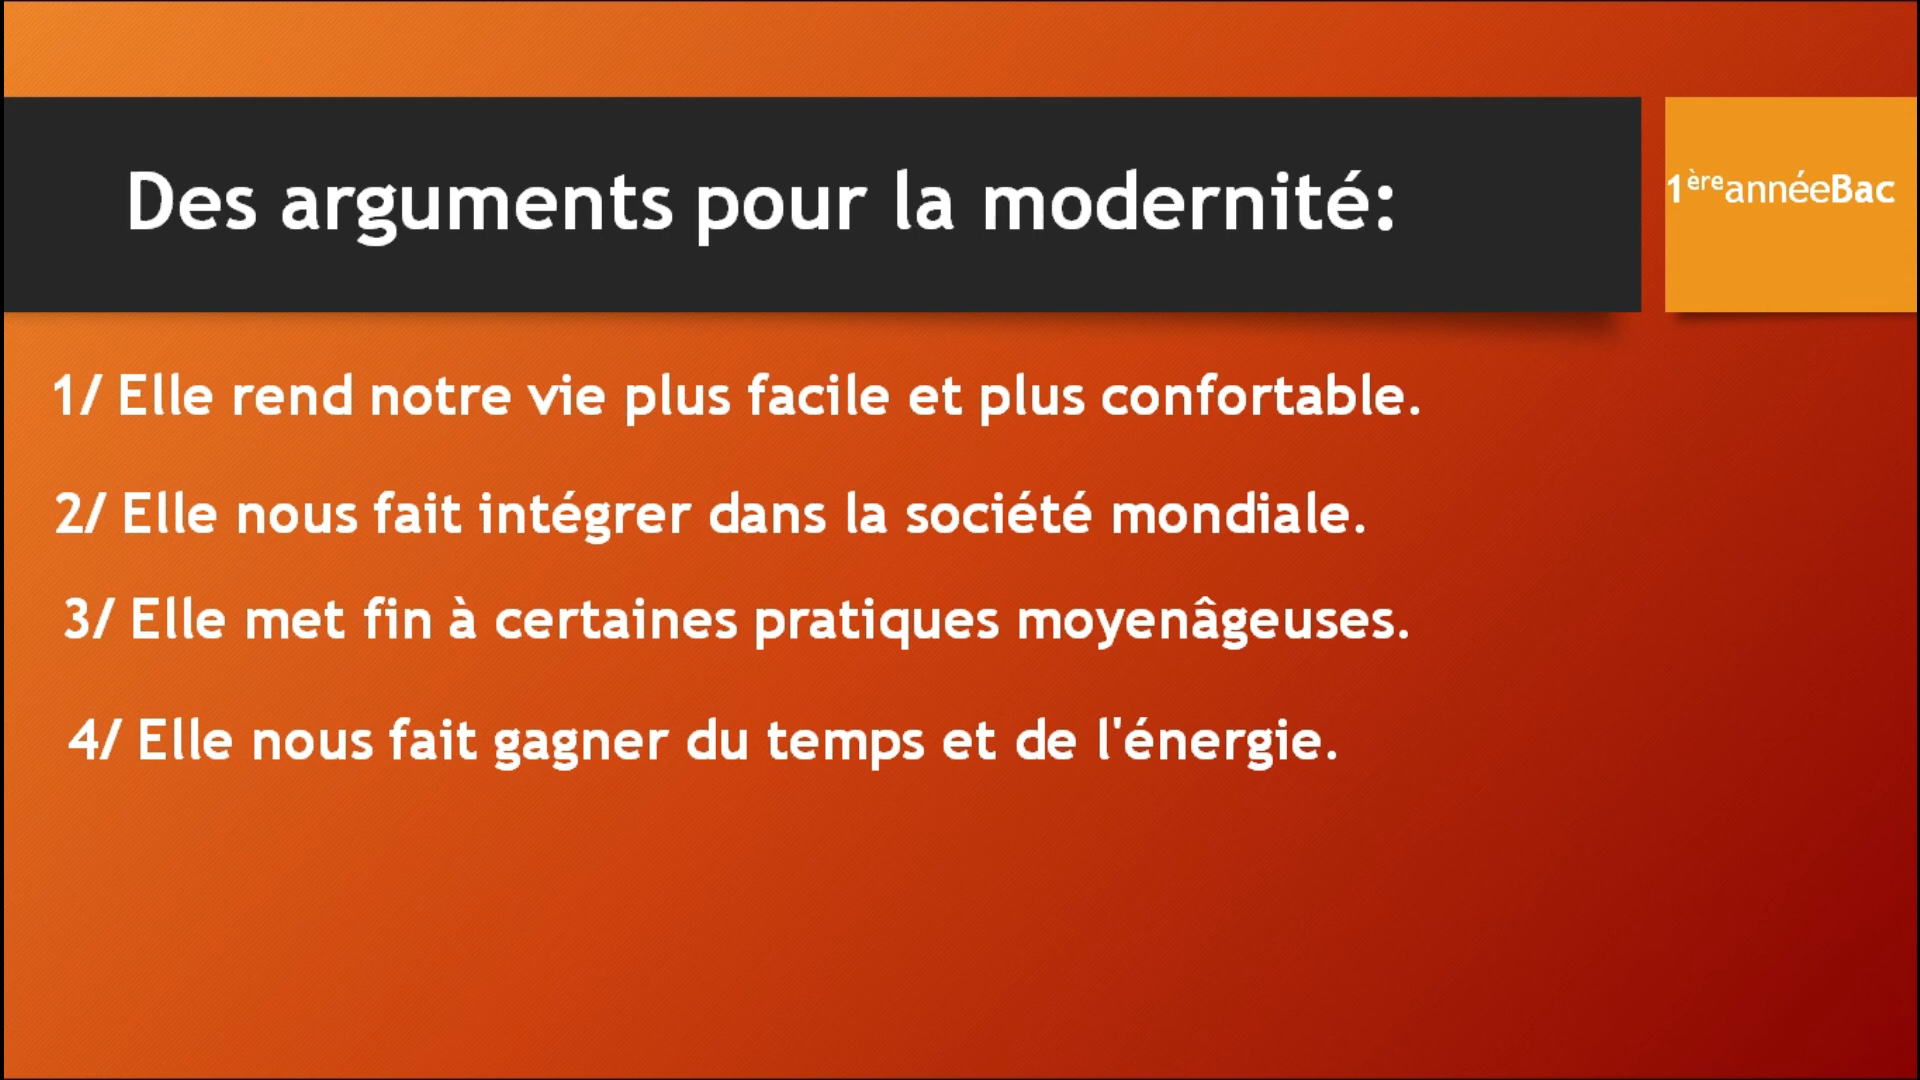 Des arguments pour la modernité:
1èreannéeBac
1/ Elle rend notre vie plus facile et plus confortable.
2/ Elle nous fait intégrer dans la société mondiale.
3/ Elle met fin à certaines pratiques moyenâgeuses.
4/ Elle nous fait gagner du temps et de l'énergie.